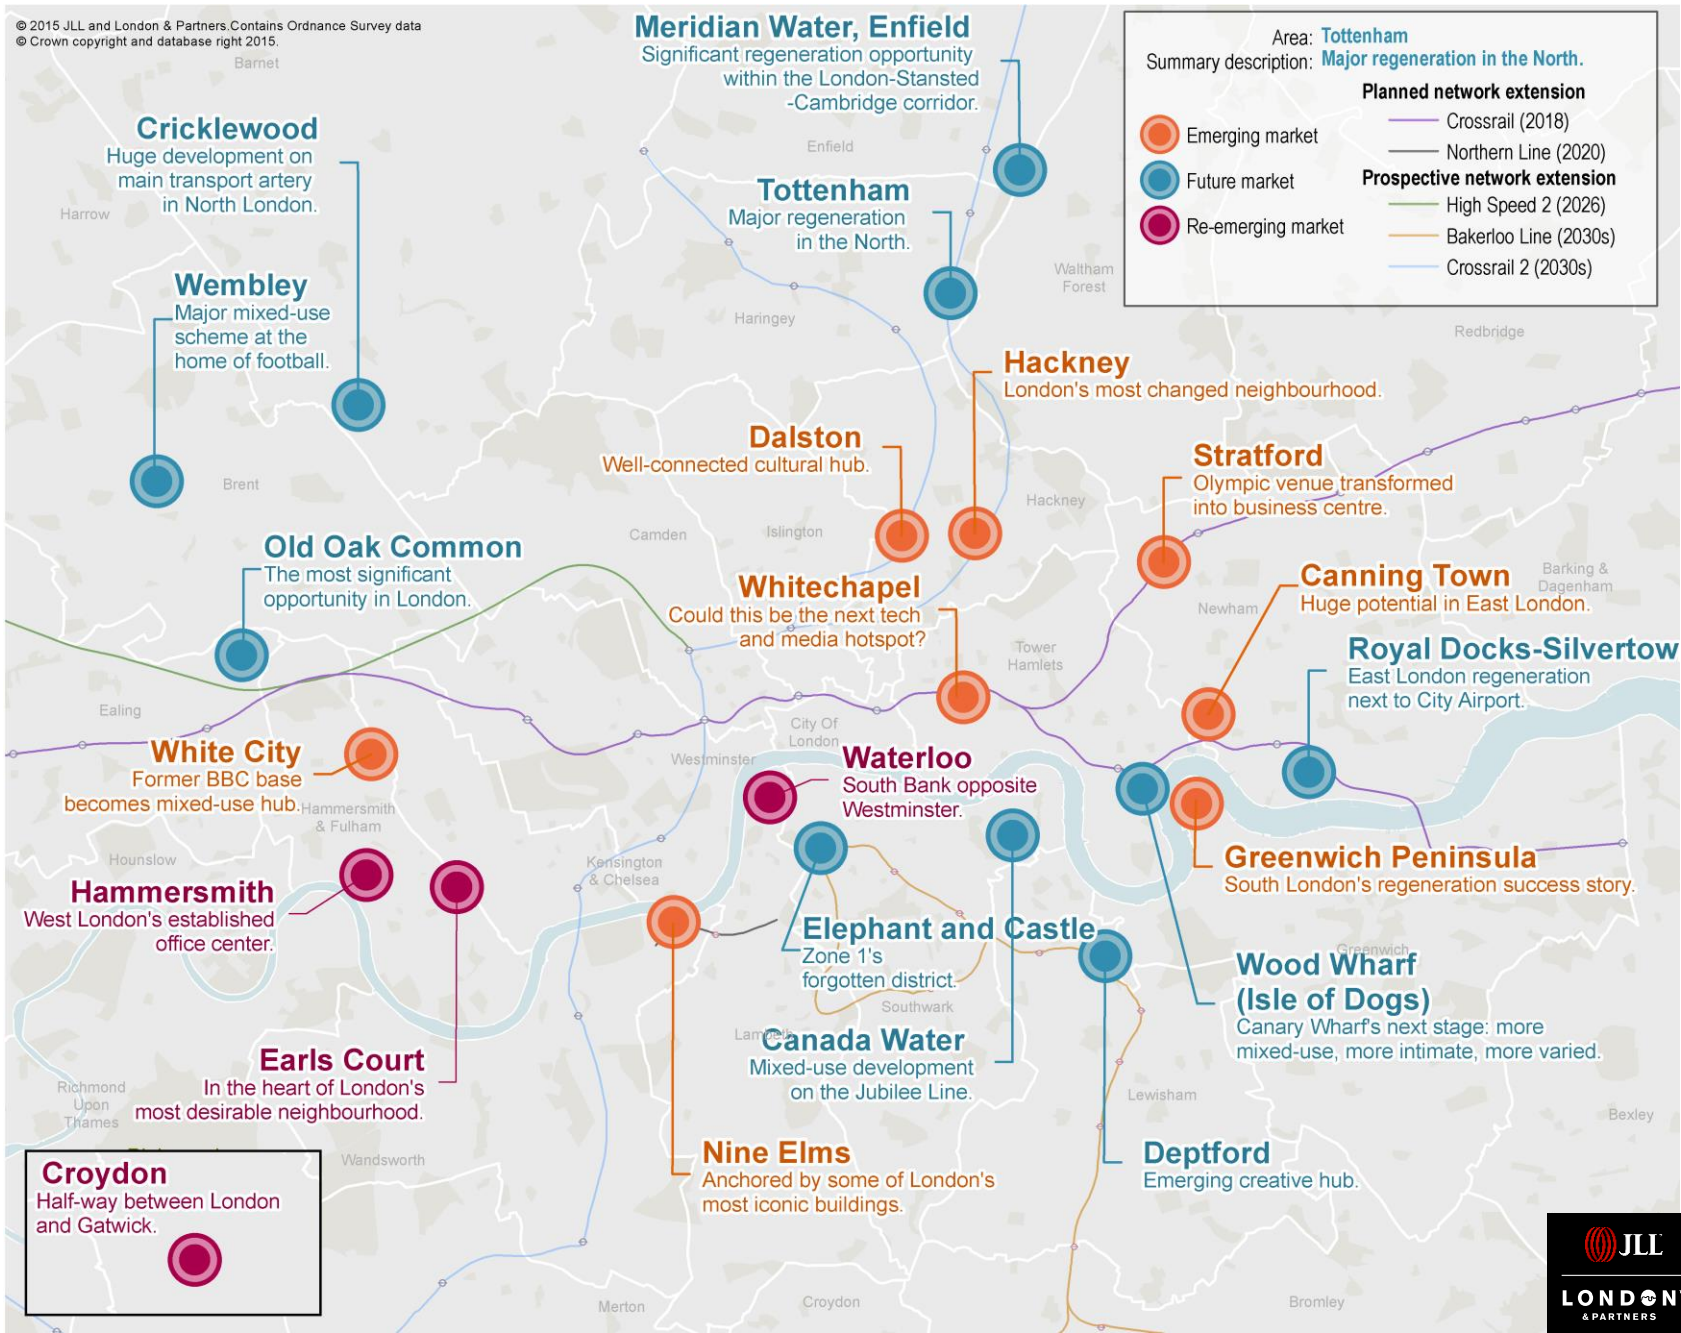 © 2015 JLL and London & Partners.Contains Ordnance Survey data
© Crown copyright and database right 2015.
Barnet
Meridian Water, Enfield
Significant regeneration opportunity
within the London-Stansted
-Cambridge corridor.
Area: Tottenham
Summary description: Major regeneration in the North.
Emerging market
Future market
Re-emerging market
Planned network extension
Crossrail (2018)
Northern Line (2020)
Prospective network extension
High Speed 2 (2026)
Bakerloo Line (2030s)
Crossrail 2 (2030s)
Cricklewood
Huge development on
main transport artery
in North London.
Enfield
Harrow
Tottenham
Major regeneration
in the North.
Waltham
Forest
Wembley
Major mixed-use
scheme at the
home of football.
Haringey
Redbridge
Hackney
London's most changed neighbourhood.
Dalston
Well-connected cultural hub.
Stratford
Olympic venue transformed
into business centre.
Brent
Hackney
Camden
Islington
Old Oak Common
The most significant
opportunity in London.
Whitechapel
Could this be the next tech
and media hotspot?
Canning Town
Huge potential in East London.
Barking &
Dagenham
Newham
Tower
Hamlets
Royal Docks-Silvertow
East London regeneration
next to City Airport.
Ealing
City Of
London
White City
Former BBC base
becomes mixed-use hub.
Westminster
Waterloo
South Bank opposite
Westminster.
Hammersmith
& Fulham
Hounslow
Kensington
& Chelsea
Greenwich Peninsula
South London's regeneration success story.
Hammersmith
West London's established
office center.
Elephant and Castle
Zone 1's
forgotten district.
Greenwich
Wood Wharf
(Isle of Dogs)
Canary Wharf's next stage: more
mixed-use, more intimate, more varied.
Southwark
Lambeth
Canada Water
Mixed-use development
on the Jubilee Line.
Earls Court
In the heart of London's
most desirable neighbourhood.
Richmond
Upon
Thames
Lewisham
Bexley
Nine Elms
Anchored by some of London's
most iconic buildings.
Deptford
Emerging creative hub.
Wandsworth
Croydon
Half-way between London
and Gatwick.
Merton
Croydon
Bromley
JLL
LONDON
& PARTNERS